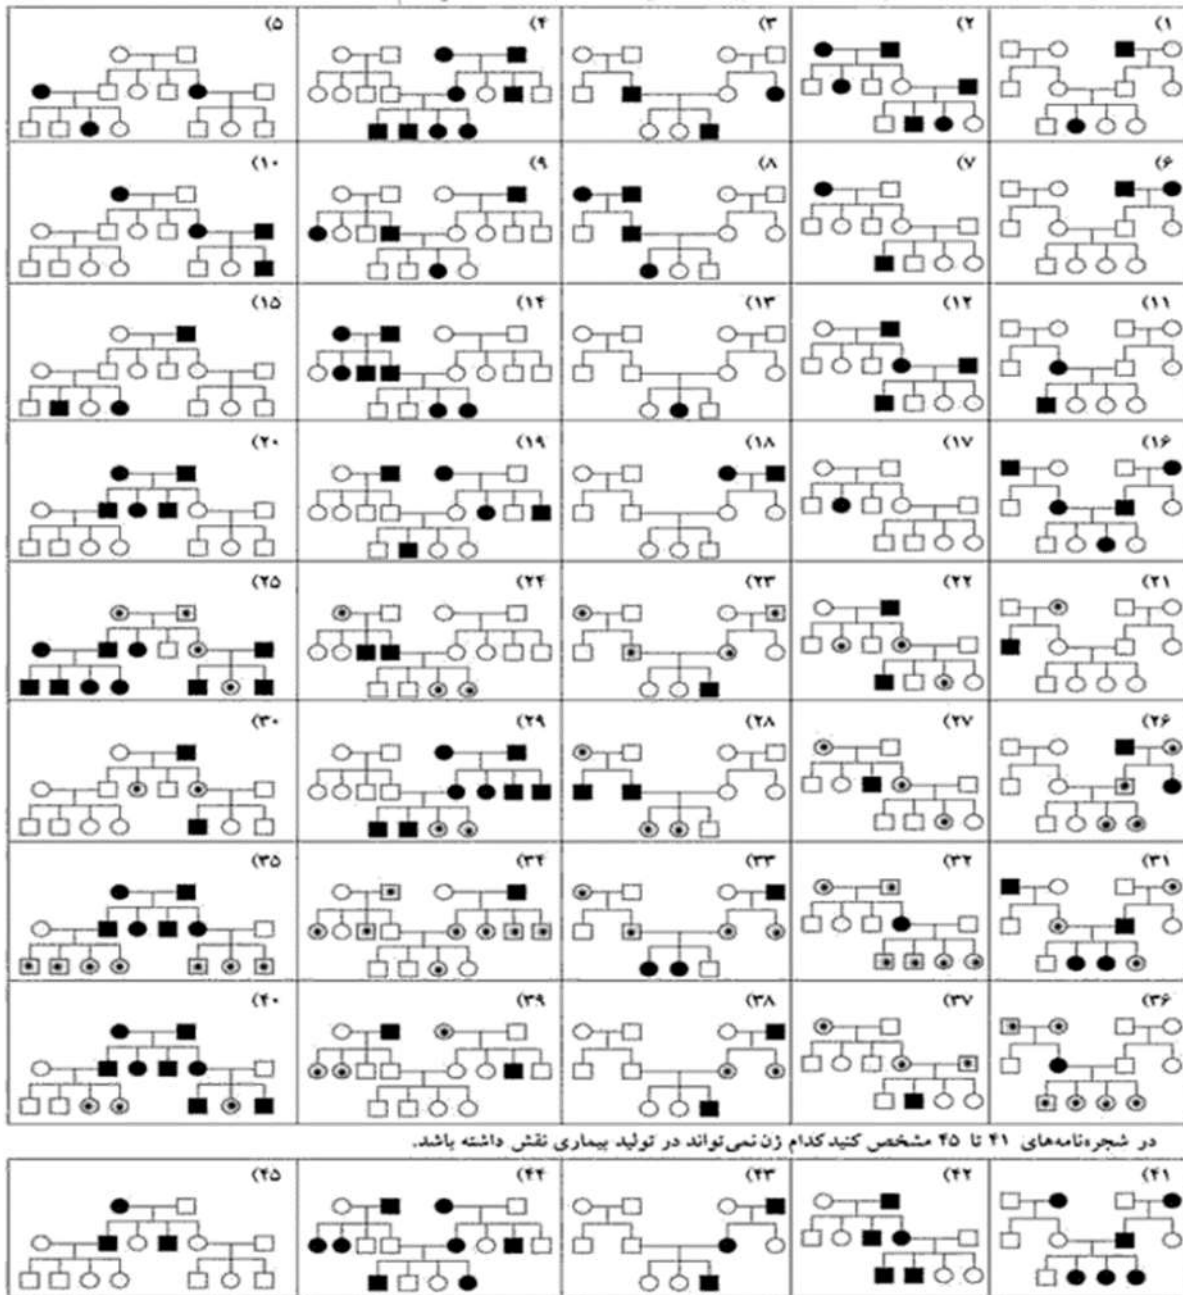 ۱) ۲) ۳) ۴) ۵)
۶) ۷) ۸) ۹) ۱۰)
۱۱) ۱۲) ۱۳) ۱۴) ۱۵)
۱۶) ۱۷) ۱۸) ۱۹) ۲۰)
۲۱) ۲۲) ۲۳) ۲۴) ۲۵)
۲۶) ۲۷) ۲۸) ۲۹) ۳۰)
۳۱) ۳۲) ۳۳) ۳۴) ۳۵)
۳۶) ۳۷) ۳۸) ۳۹) ۴۰)
در شجره‌نامه‌های ۴۱ تا ۴۵ مشخص کنید کدام ژن نمی‌تواند در تولید بیماری نقش داشته باشد.
۴۱) ۴۲) ۴۳) ۴۴) ۴۵)